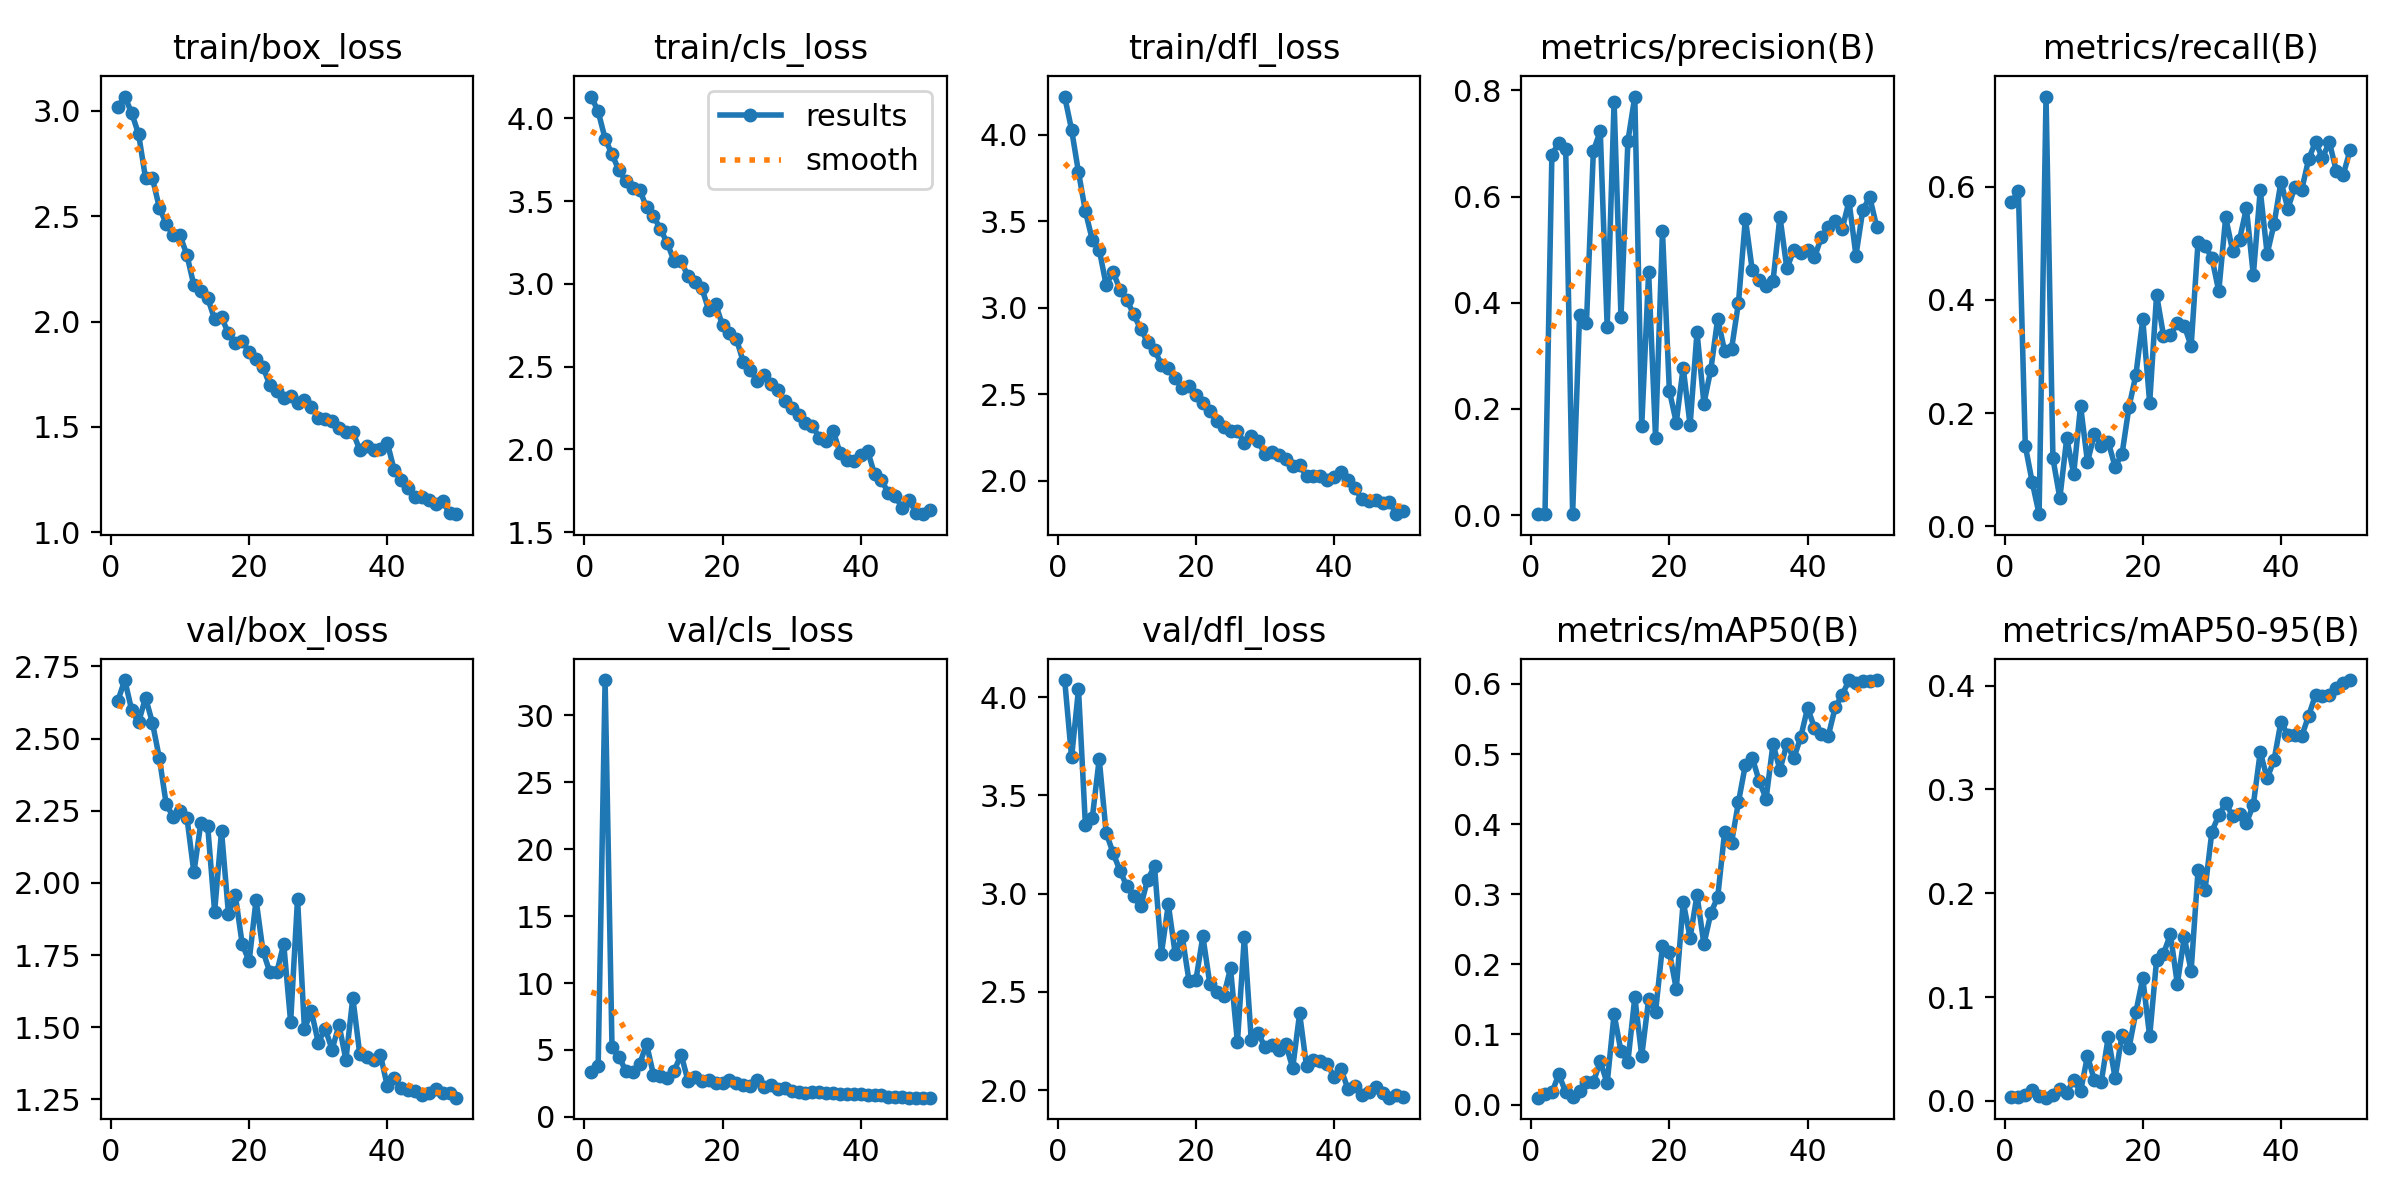 train/box_loss
train/cls_loss
train/dfl_loss
metrics/precision(B)
metrics/recall(B)
3.0
2.5
2.0
1.5
1.0
0 20 40
results
smooth
4.0
3.5
3.0
2.5
2.0
1.5
0 20 40
4.0
3.5
3.0
2.5
2.0
0 20 40
0.8
0.6
0.4
0.2
0.0
0 20 40
0.6
0.4
0.2
0.0
0 20 40
val/box_loss
val/cls_loss
val/dfl_loss
metrics/mAP50(B)
metrics/mAP50-95(B)
2.75
2.50
2.25
2.00
1.75
1.50
1.25
0 20 40
30
25
20
15
10
5
0
0 20 40
4.0
3.5
3.0
2.5
2.0
0 20 40
0.6
0.5
0.4
0.3
0.2
0.1
0.0
0 20 40
0.4
0.3
0.2
0.1
0.0
0 20 40